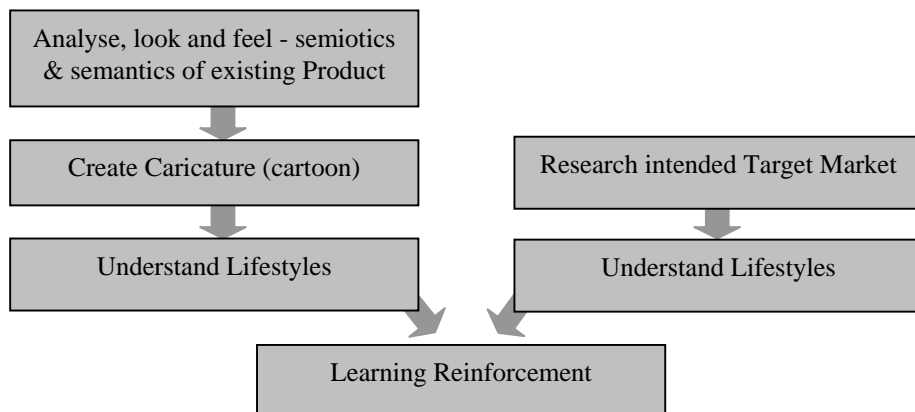 Analyse, look and feel - semiotics
& semantics of existing Product
Create Caricature (cartoon)
Research intended Target Market
Understand Lifestyles
Understand Lifestyles
Learning Reinforcement